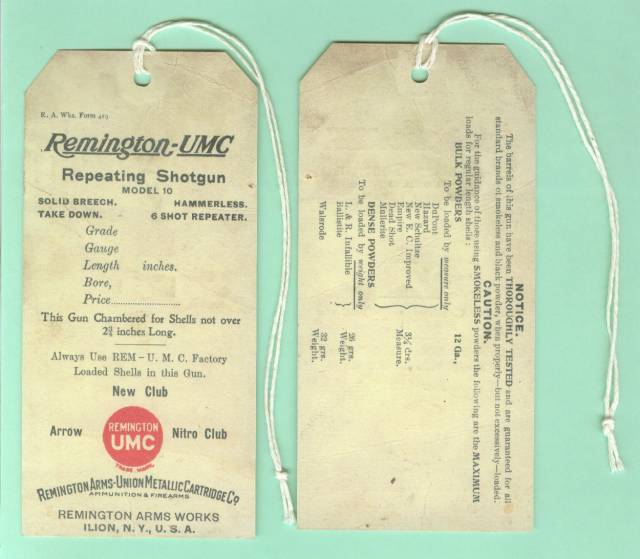 R. A. Wks. Form 419
Remington-UMC
Repeating Shotgun
MODEL 10
SOLID BREECH. HAMMERLESS.
TAKE DOWN. 6 SHOT REPEATER.
Grade
Gauge
Length inches.
Bore,
Price..............
This Gun Chambered for Shells not over
2¾ inches Long.
Always Use REM-U. M. C. Factory
Loaded Shells in this Gun.
New Club
Arrow
REMINGTON
UMC
TRADE MARK.
Nitro Club
REMINGTON ARMS-UNION METALLIC CARTRIDGE CO.
AMMUNITION & FIREARMS
REMINGTON ARMS WORKS
ILION, N. Y., U. S. A.
NOTICE.
The barrels of this gun have been THOROUGHLY TESTED and are guaranteed for all
standard brands of smokeless and black powder, when properly—but not excessively—loaded.
CAUTION.
For the guidance of those using SMOKELESS powders the following are the MAXIMUM
loads for regular length shells:
BULK POWDERS 12 Ga.,
To be loaded by measure only
DuPont
Hazard
New Schultze
New E. C. Improved
Empire
Dead Shot
Mullerite
3¼ drs.
Measure.
DENSE POWDERS
To be loaded by weight only
L. & R. Infallible
Ballistite
26 grs.
Weight.
Walsrode
32 grs.
Weight.